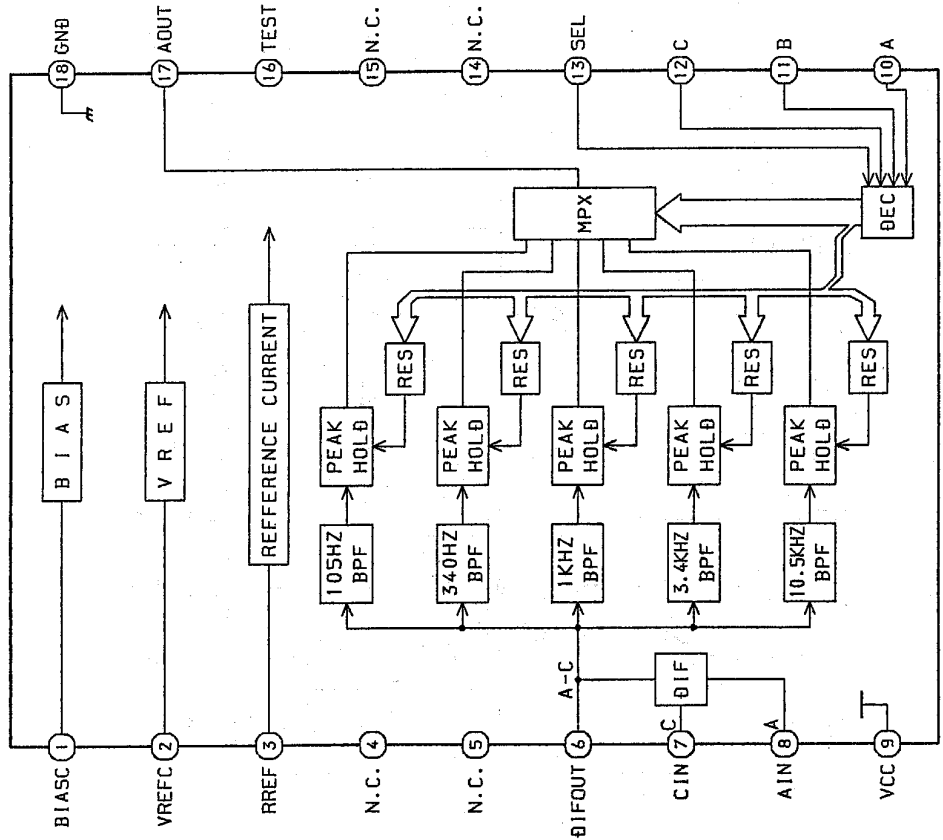 BIASC 1 B I A S 18 GND
VREFC 2 V R E F 17 AOUT
RREF 3 REFFERENCE CURRENT 16 TEST
N.C. 4
105HZ
BPF
PEAK
HOLD
RES
15 N.C.
N.C. 5
340HZ
BPF
PEAK
HOLD
RES
14 N.C.
DIFOUT 6
A-C
1KHZ
BPF
PEAK
HOLD
RES
MPX
13 SEL
CIN 7
C
DIF
3.4KHZ
BPF
PEAK
HOLD
RES
12 C
AIN 8
A
10.5KHZ
BPF
PEAK
HOLD
RES
11 B
VCC 9
DEC
10 A